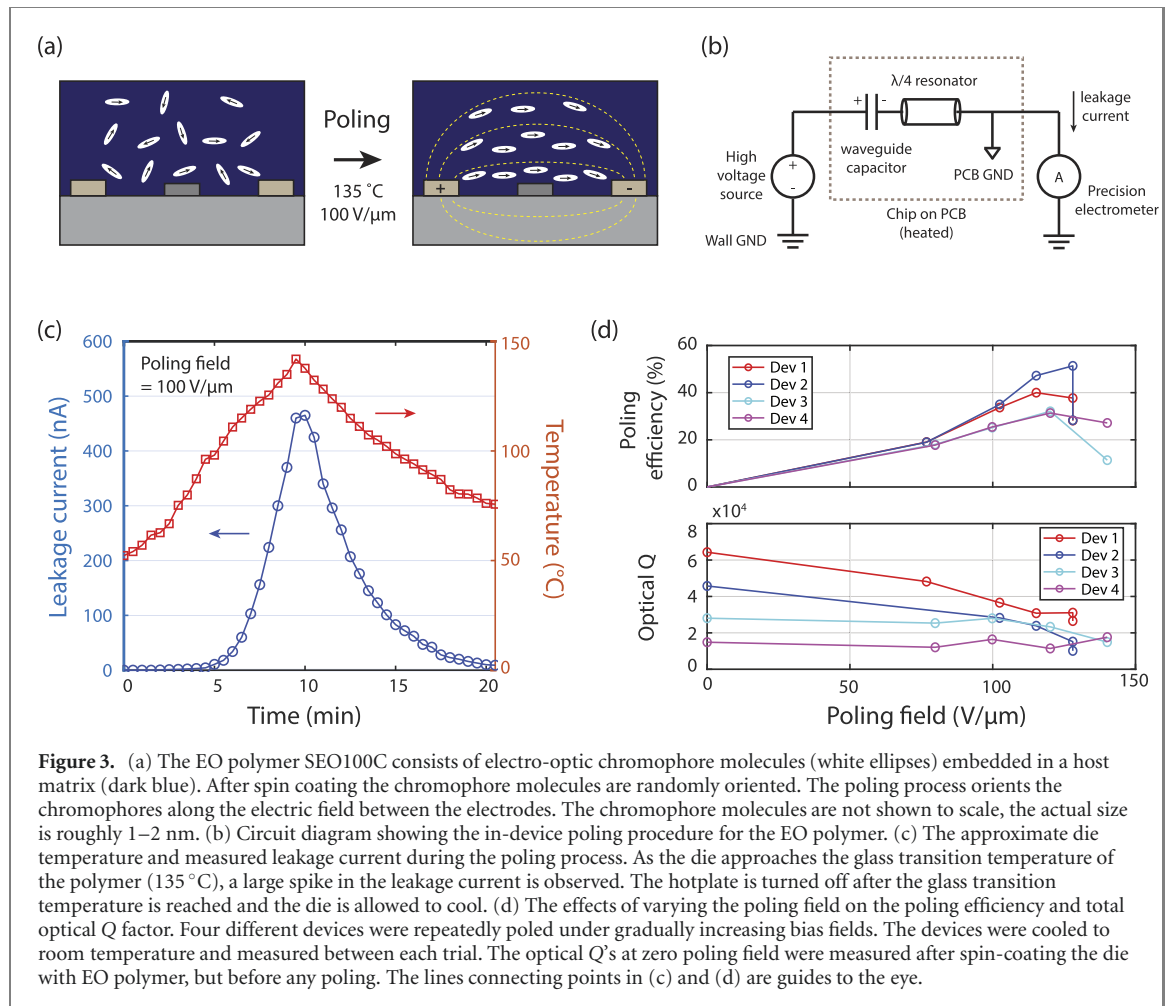 (a)
Poling
135 ˚C
100 V/μm
+
-
(b)
λ/4 resonator
+
-
leakage
current
waveguide
capacitor
High
voltage
source
+
-
PCB GND
A
Precision
electrometer
Chip on PCB
(heated)
Wall GND
(c)
600
500
400
300
200
100
0
Leakage current (nA)
Poling field
= 100 V/μm
150
100
50
0
Temperature (°C)
0
5
10
15
20
Time (min)
(d)
60
40
20
0
Poling
efficiency (%)
Dev 1
Dev 2
Dev 3
Dev 4
x10⁴
8
6
4
2
0
Optical Q
Dev 1
Dev 2
Dev 3
Dev 4
0
50
100
150
Poling field (V/μm)
Figure 3. (a) The EO polymer SEO100C consists of electro-optic chromophore molecules (white ellipses) embedded in a host
matrix (dark blue). After spin coating the chromophore molecules are randomly oriented. The poling process orients the
chromophores along the electric field between the electrodes. The chromophore molecules are not shown to scale, the actual size
is roughly 1–2 nm. (b) Circuit diagram showing the in-device poling procedure for the EO polymer. (c) The approximate die
temperature and measured leakage current during the poling process. As the die approaches the glass transition temperature of
the polymer (135 °C), a large spike in the leakage current is observed. The hotplate is turned off after the glass transition
temperature is reached and the die is allowed to cool. (d) The effects of varying the poling field on the poling efficiency and total
optical Q factor. Four different devices were repeatedly poled under gradually increasing bias fields. The devices were cooled to
room temperature and measured between each trial. The optical Q's at zero poling field were measured after spin-coating the die
with EO polymer, but before any poling. The lines connecting points in (c) and (d) are guides to the eye.